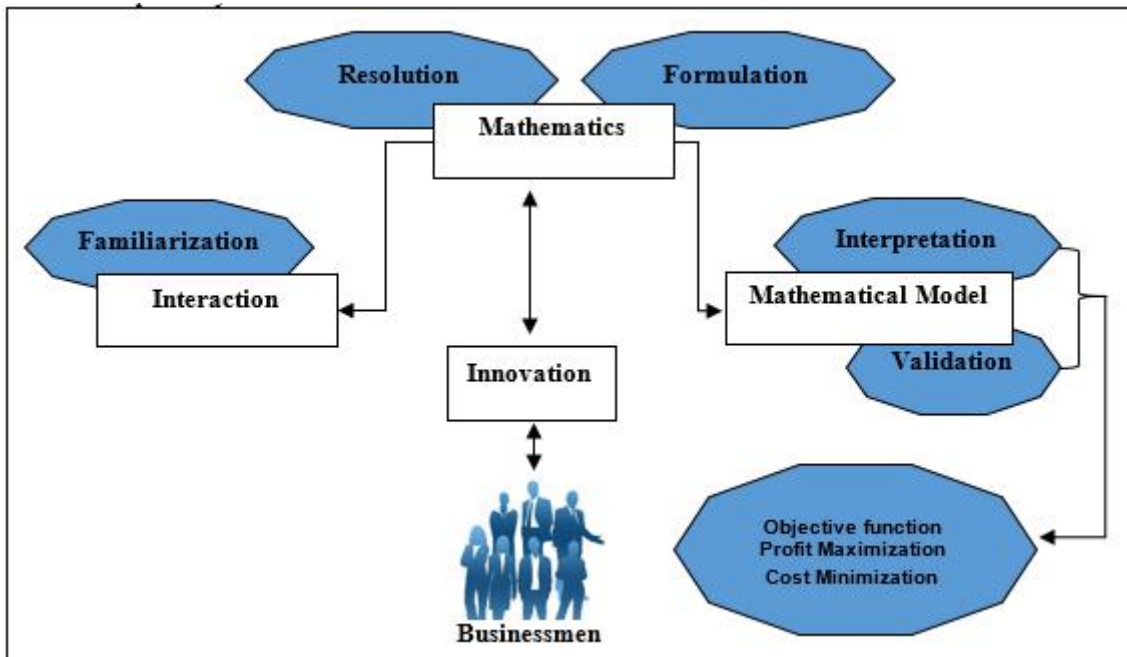 Resolution
Formulation
Mathematics
Familiarization
Interpretation
Interaction
Mathematical Model
Innovation
Validation
Objective function
Profit Maximization
Cost Minimization
Businessmen